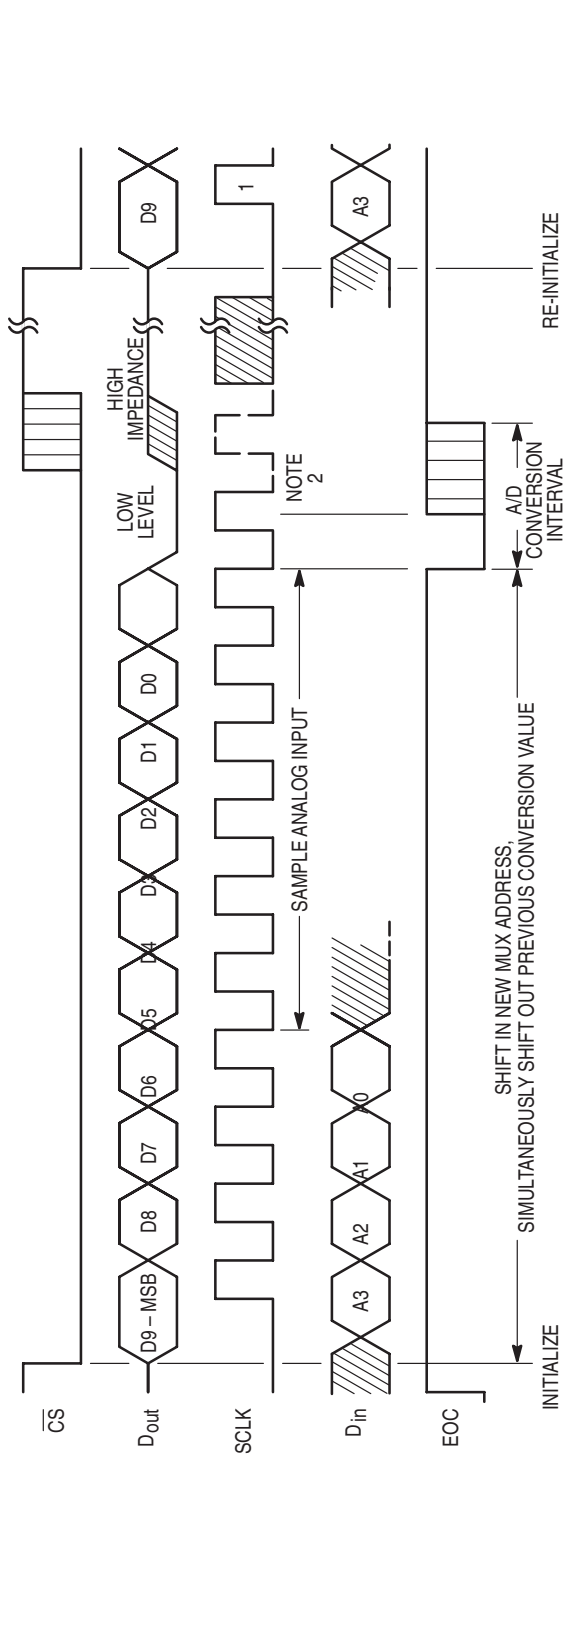 CS
Dout
D9 – MSB
D8
D7
D6
D5
D4
D3
D2
D1
D0
LOW
LEVEL
HIGH
IMPEDANCE
D9
SCLK
1
SAMPLE ANALOG INPUT
NOTE
2
Din
A3
A2
A1
A0
A3
EOC
SHIFT IN NEW MUX ADDRESS,
SIMULTANEOUSLY SHIFT OUT PREVIOUS CONVERSION VALUE
A/D
CONVERSION
INTERVAL
INITIALIZE
RE-INITIALIZE